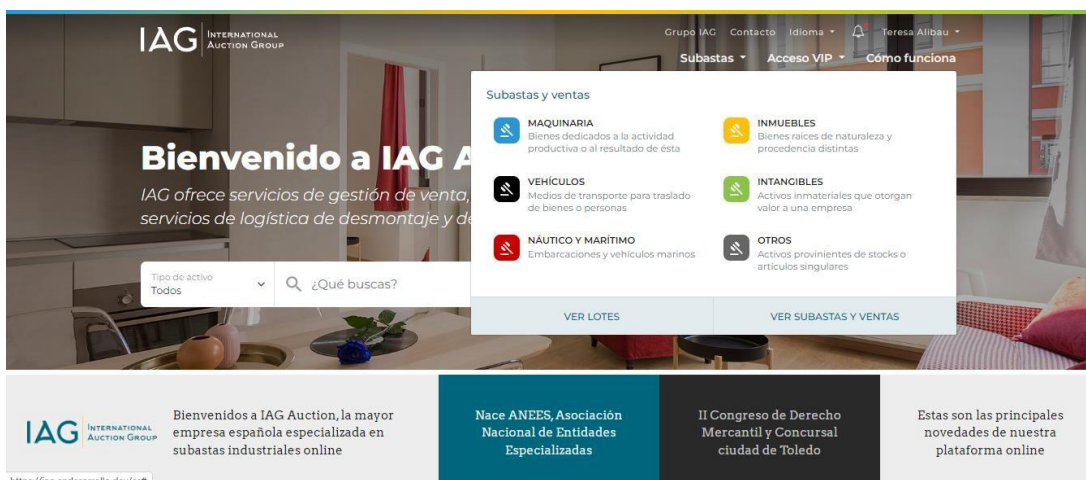 IAG INTERNATIONAL
AUCTION GROUP
Grupo IAG Contacto Idioma Teresa Alibau
Subastas Acceso VIP Cómo funciona
Subastas y ventas
MAQUINARIA
Bienes dedicados a la actividad
productiva o al resultado de ésta
INMUEBLES
Bienes raices de naturaleza y
procedencia distintas
VEHÍCULOS
Medios de transporte para traslado
de bienes o personas
INTANGIBLES
Activos inmateriales que otorgan
valor a una empresa
NÁUTICO Y MARÍTIMO
Embarcaciones y vehículos marinos
OTROS
Activos provinientes de stocks o
artículos singulares
VER LOTES
VER SUBASTAS Y VENTAS
Bienvenido a IAG A
IAG ofrece servicios de gestión de venta,
servicios de logística de desmontaje y de
Tipo de activo
Todos
¿Qué buscas?
IAG INTERNATIONAL
AUCTION GROUP
Bienvenidos a IAG Auction, la mayor
empresa española especializada en
subastas industriales online
Nace ANEES, Asociación
Nacional de Entidades
Especializadas
II Congreso de Derecho
Mercantil y Concursal
ciudad de Toledo
Estas son las principales
novedades de nuestra
plataforma online